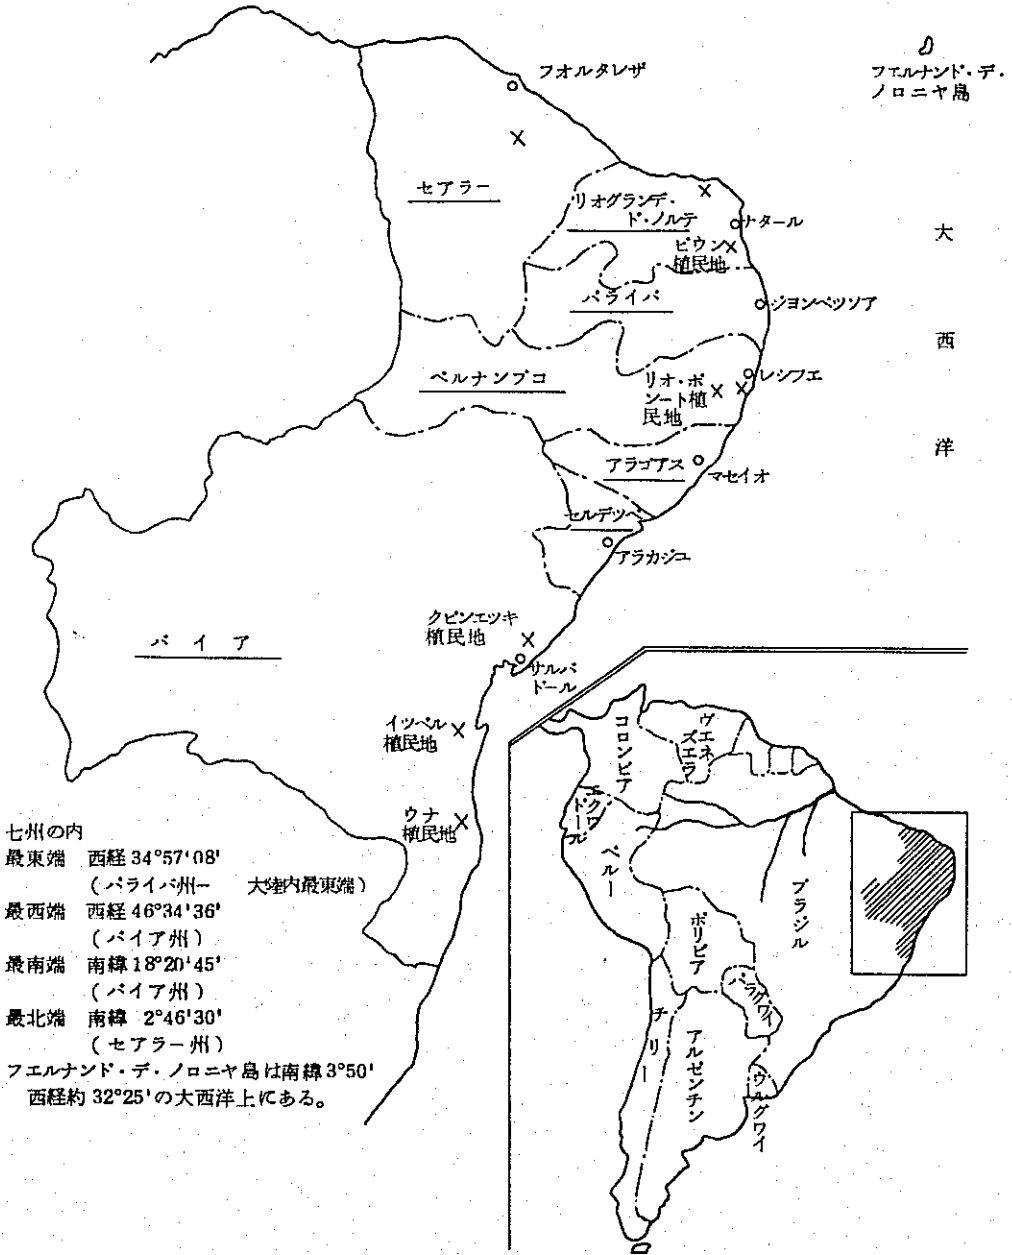 フオルタレザ
フエルナンド・デ・
ノロニヤ島
セアラー
リオグランデ・
ド・ノルテ
ナタール
ピウン
植民地
大西洋
パライバ
ジヨンペツソア
ペルナンブコ
リオ・ボ
ニート植
民地
レシフエ
アラゴアス
マセイオ
アラカジユ
クビンエツキ
植民地
バイア
サルバ
ドール
イツベル
植民地
ウナ
植民地
七州の内
最東端 西経34°57'08'
(パライバ州ー 大陸内最東端)
最西端 西経46°34'36'
(バイア州)
最南端 南緯18°20'45'
(バイア州)
最北端 南緯 2°46'30'
(セアラー州)
フエルナンド・デ・ノロニヤ島は南緯3°50'
西経約32°25'の大西洋上にある。
コロンビア
ヴエネ
ズエラ
エクワ
ドール
ペルー
ブラジル
ボリビア
パラグワイ
チリー
アルゼンチン
ウルグワイ